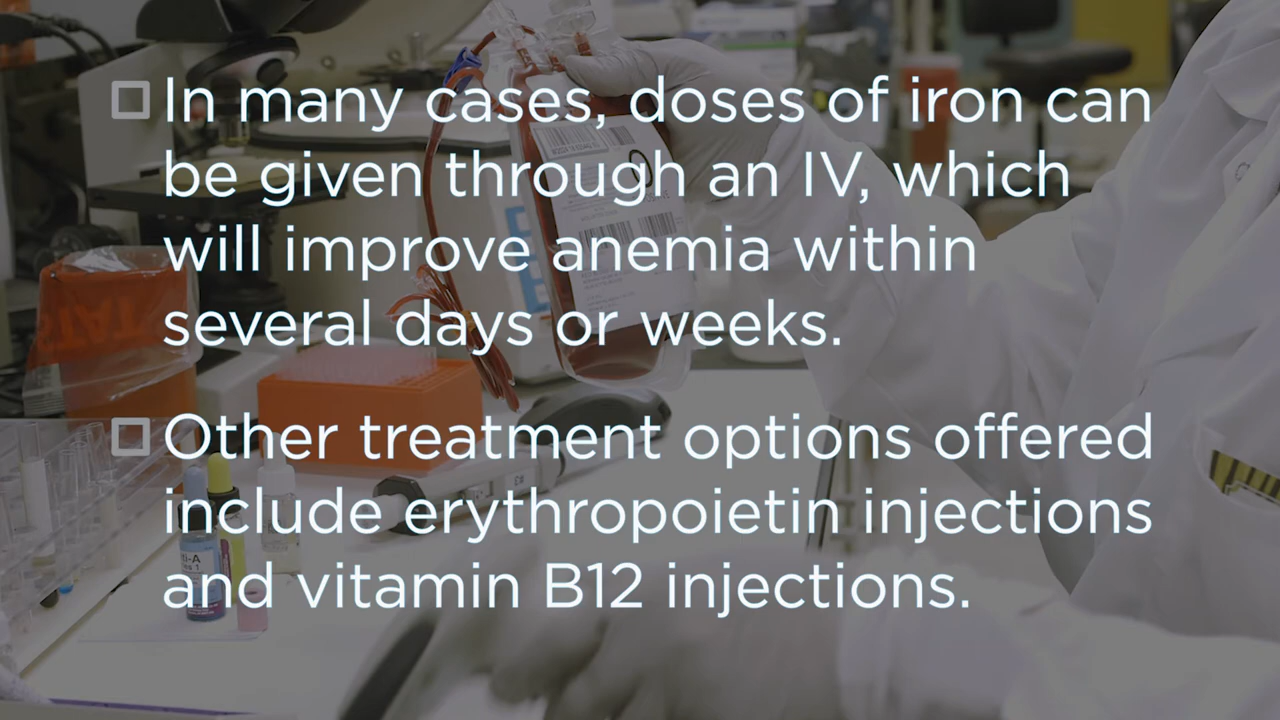 In many cases, doses of iron can
be given through an IV, which
will improve anemia within
several days or weeks.
Other treatment options offered
include erythropoietin injections
and vitamin B12 injections.
STAT
-A